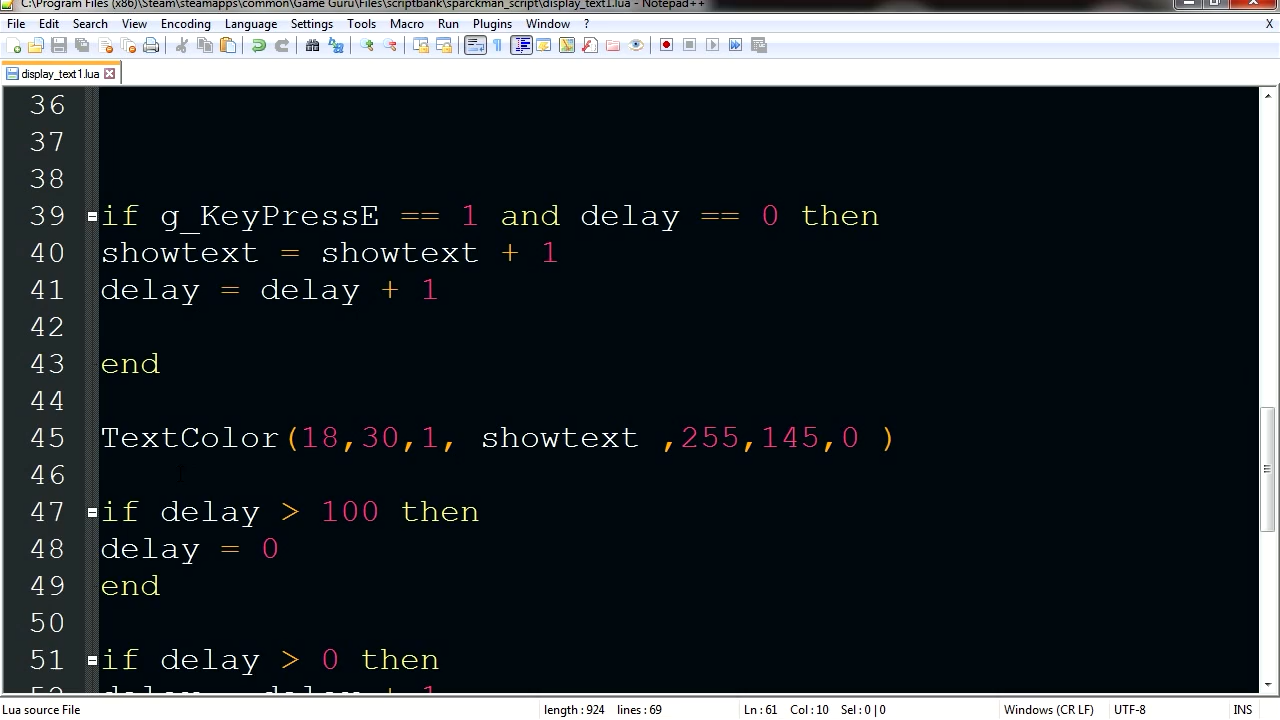 C:\Program Files (x86)\Steam\steamapps\common\Game Guru\Files\scriptbank\sparckman_script\display_text1.lua - Notepad++
File Edit Search View Encoding Language Settings Tools Macro Run Plugins Window ? X
display_text1.lua
36
37
38
39 if g_KeyPressE == 1 and delay == 0 then
40 showtext = showtext + 1
41 delay = delay + 1
42
43 end
44
45 TextColor(18,30,1, showtext ,255,145,0 )
46
47 if delay > 100 then
48 delay = 0
49 end
50
51 if delay > 0 then
52 delay = delay + 1
Lua source File length : 924 lines : 69 Ln : 61 Col : 10 Sel : 0 | 0 Windows (CR LF) UTF-8 INS